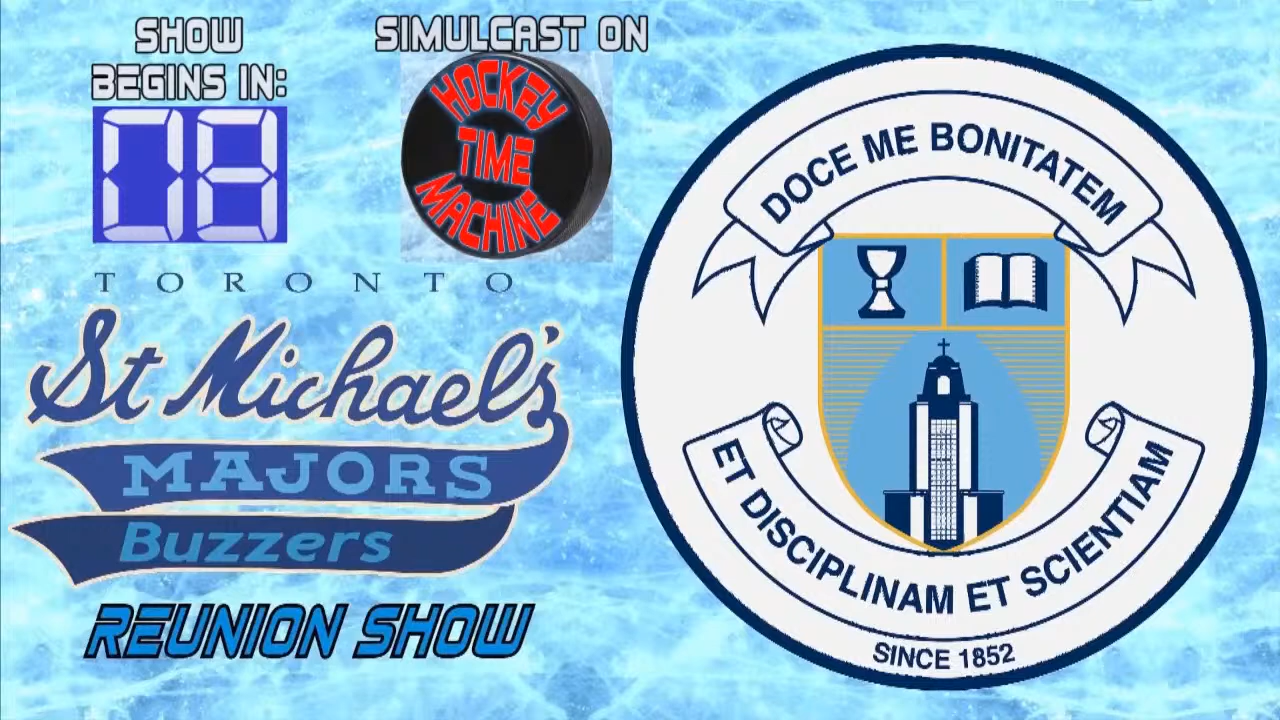 SHOW
BEGINS IN:
08
SIMULCAST ON
HOCKEY
TIME
MACHINE
TORONTO
St Michael's
MAJORS
Buzzers
REUNION SHOW
DOCE ME BONITATEM
ET DISCIPLINAM ET SCIENTIAM
SINCE 1852